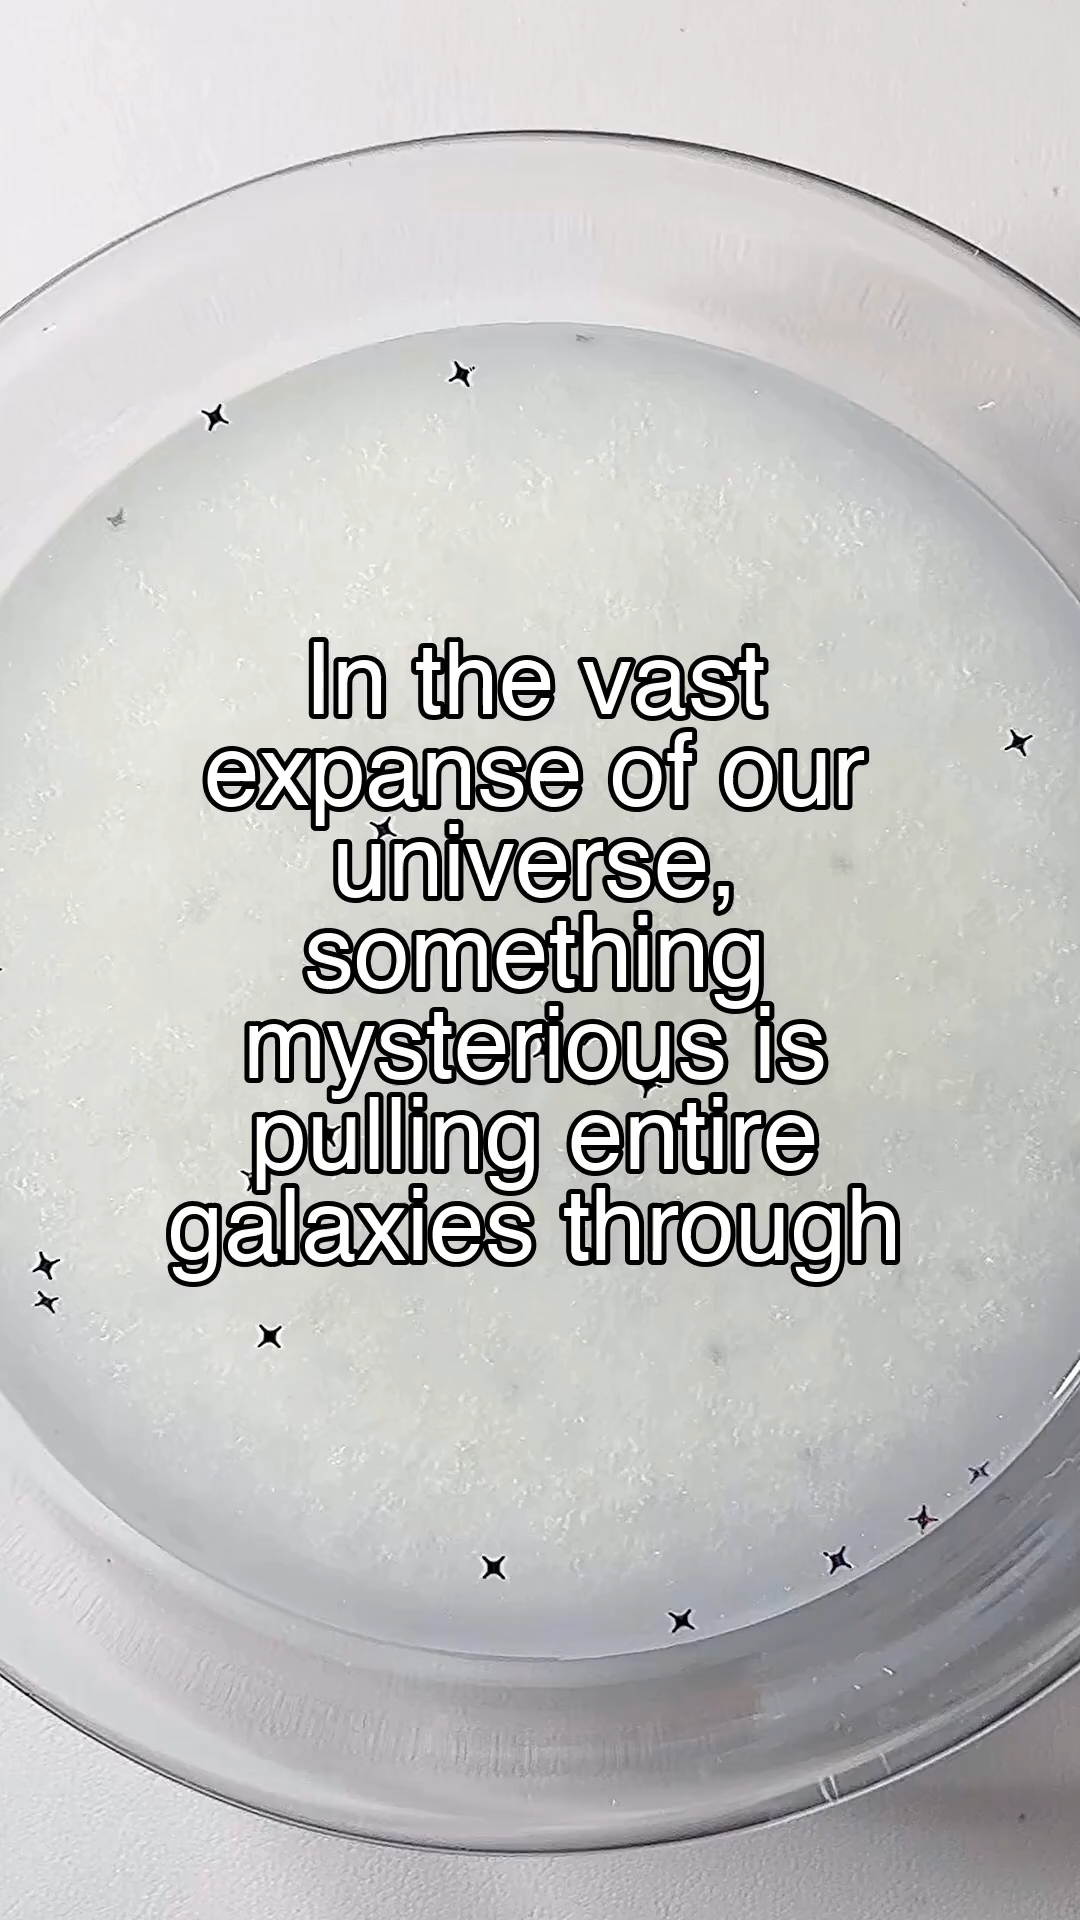 In the vast
expanse of our
universe,
something
mysterious is
pulling entire
galaxies through